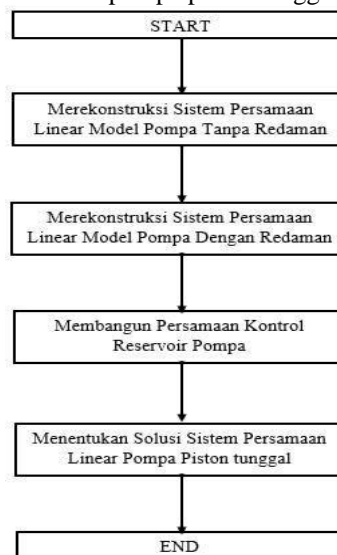 START
Merekonstruksi Sistem Persamaan
Linear Model Pompa Tanpa Redaman
Merekonstruksi Sistem Persamaan
Linear Model Pompa Dengan Redaman
Membangun Persamaan Kontrol
Reservoir Pompa
Menentukan Solusi Sistem Persamaan
Linear Pompa Piston tunggal
END